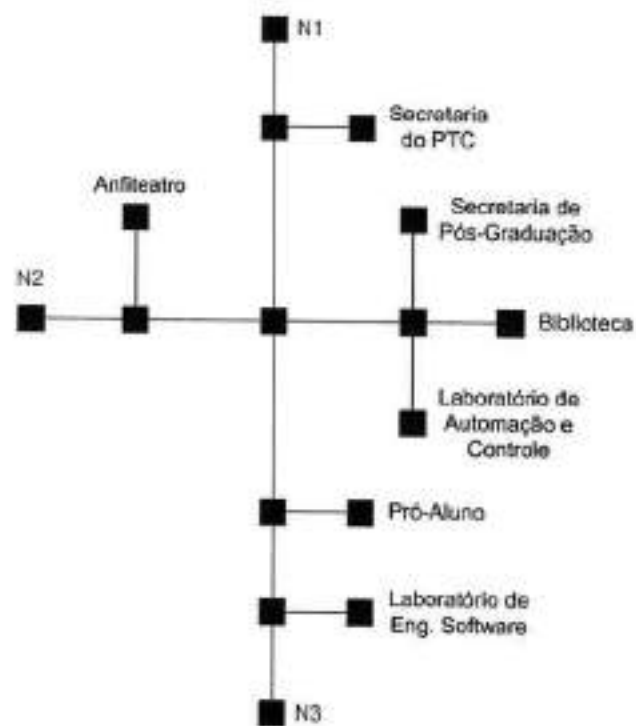 N1
Secretaria
do PTC
Anfiteatro
Secretaria de
Pós-Graduação
N2
Biblioteca
Laboratório de
Automação e
Controle
Pró-Aluno
Laboratório de
Eng. Software
N3